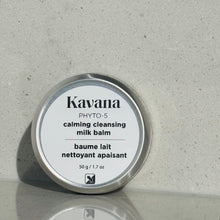 Kavana
PHYTO-5
calming cleansing
milk balm
baume lait
nettoyant apaisant
50 g / 1.7 oz